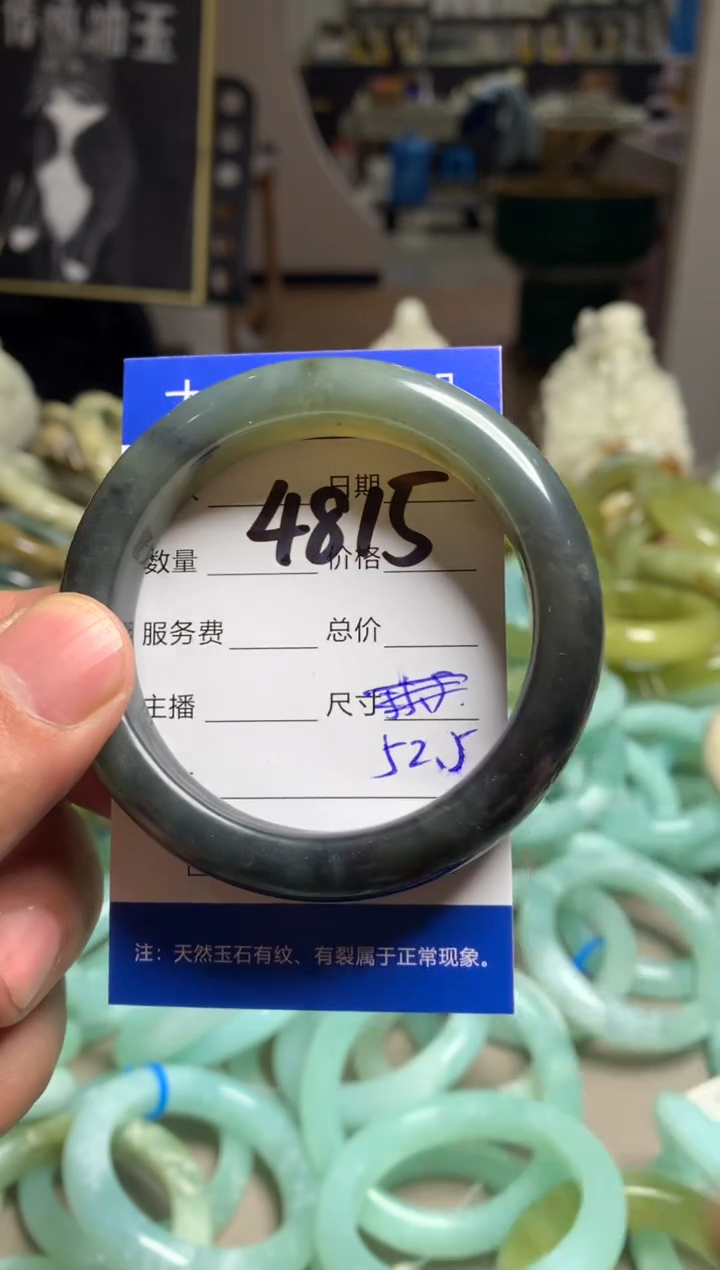 日期
4815
数量 价格
服务费 总价
主播 尺寸
52.5
注：天然玉石有纹、有裂属于正常现象。